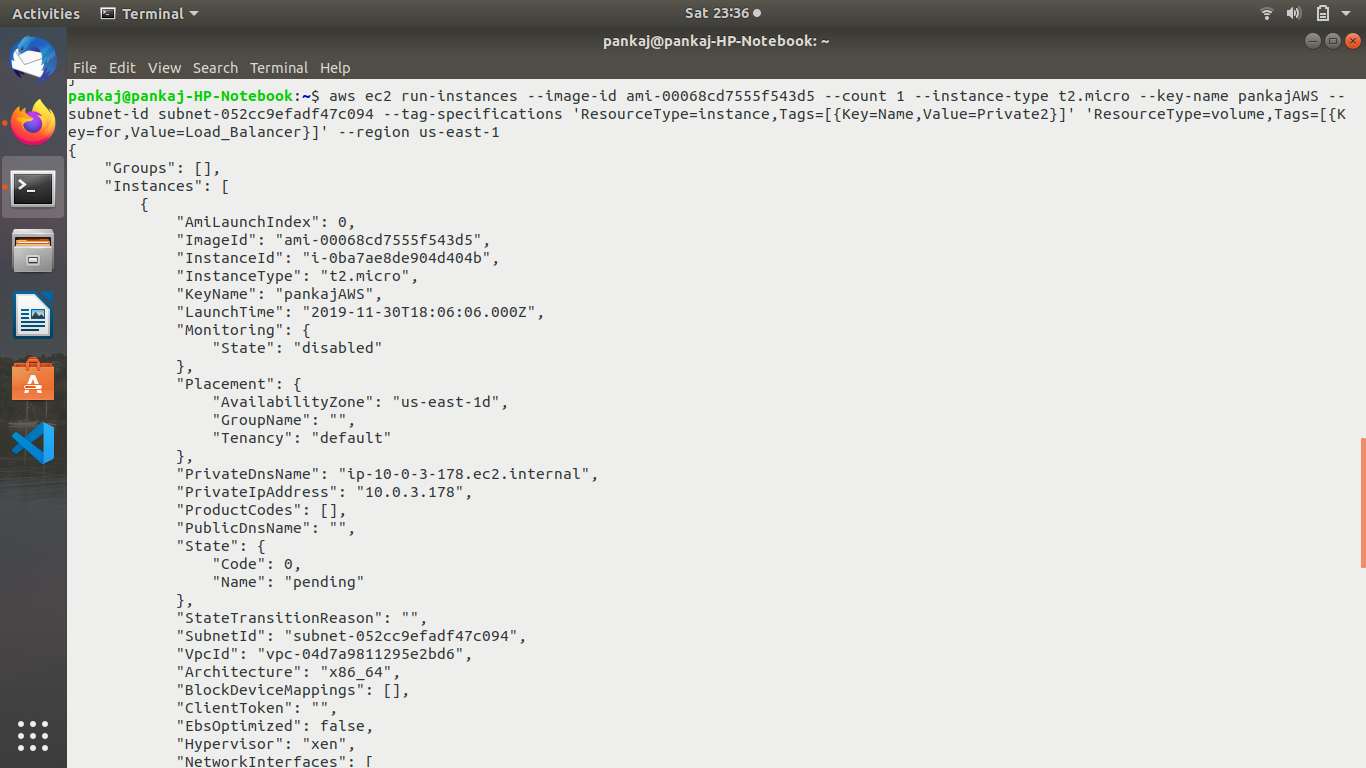 Activities Terminal Sat 23:36
pankaj@pankaj-HP-Notebook: ~
File Edit View Search Terminal Help
}
pankaj@pankaj-HP-Notebook:~$ aws ec2 run-instances --image-id ami-00068cd7555f543d5 --count 1 --instance-type t2.micro --key-name pankajAWS --
subnet-id subnet-052cc9efadf47c094 --tag-specifications 'ResourceType=instance,Tags=[{Key=Name,Value=Private2}]' 'ResourceType=volume,Tags=[{K
ey=for,Value=Load_Balancer}]' --region us-east-1
{
    "Groups": [],
    "Instances": [
        {
            "AmiLaunchIndex": 0,
            "ImageId": "ami-00068cd7555f543d5",
            "InstanceId": "i-0ba7ae8de904d404b",
            "InstanceType": "t2.micro",
            "KeyName": "pankajAWS",
            "LaunchTime": "2019-11-30T18:06:06.000Z",
            "Monitoring": {
                "State": "disabled"
            },
            "Placement": {
                "AvailabilityZone": "us-east-1d",
                "GroupName": "",
                "Tenancy": "default"
            },
            "PrivateDnsName": "ip-10-0-3-178.ec2.internal",
            "PrivateIpAddress": "10.0.3.178",
            "ProductCodes": [],
            "PublicDnsName": "",
            "State": {
                "Code": 0,
                "Name": "pending"
            },
            "StateTransitionReason": "",
            "SubnetId": "subnet-052cc9efadf47c094",
            "VpcId": "vpc-04d7a9811295e2bd6",
            "Architecture": "x86_64",
            "BlockDeviceMappings": [],
            "ClientToken": "",
            "EbsOptimized": false,
            "Hypervisor": "xen",
            "NetworkInterfaces": [